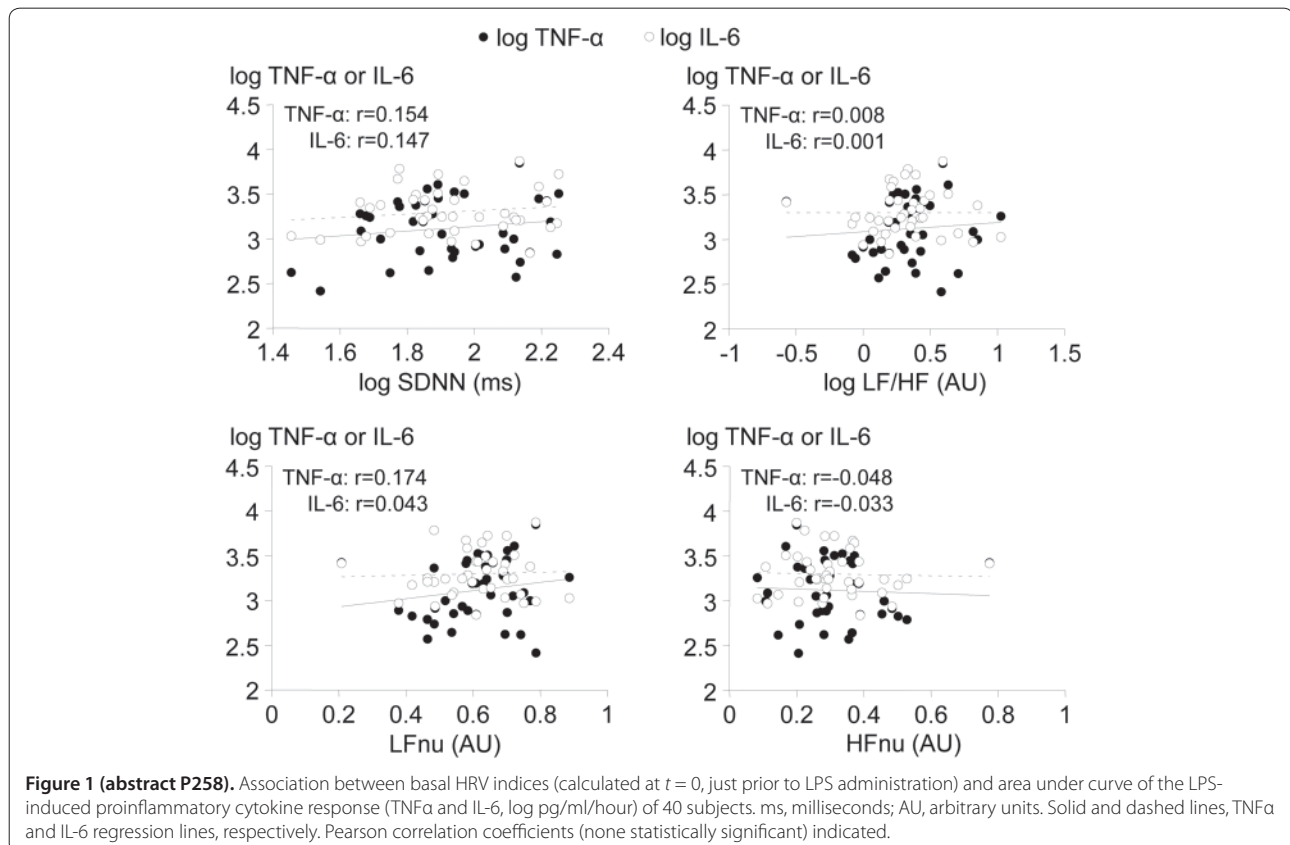 ● log TNF-α ○ log IL-6
log TNF-α or IL-6
TNF-α: r=0.154
IL-6: r=0.147
4.5
4
3.5
3
2.5
2
1.4 1.6 1.8 2 2.2 2.4
log SDNN (ms)
log TNF-α or IL-6
TNF-α: r=0.008
IL-6: r=0.001
4.5
4
3.5
3
2.5
2
-1 -0.5 0 0.5 1 1.5
log LF/HF (AU)
log TNF-α or IL-6
TNF-α: r=0.174
IL-6: r=0.043
4.5
4
3.5
3
2.5
2
0 0.2 0.4 0.6 0.8 1
LFnu (AU)
log TNF-α or IL-6
TNF-α: r=-0.048
IL-6: r=-0.033
4.5
4
3.5
3
2.5
2
0 0.2 0.4 0.6 0.8 1
HFnu (AU)
Figure 1 (abstract P258). Association between basal HRV indices (calculated at t = 0, just prior to LPS administration) and area under curve of the LPS-
induced proinflammatory cytokine response (TNFα and IL-6, log pg/ml/hour) of 40 subjects. ms, milliseconds; AU, arbitrary units. Solid and dashed lines, TNFα
and IL-6 regression lines, respectively. Pearson correlation coefficients (none statistically significant) indicated.